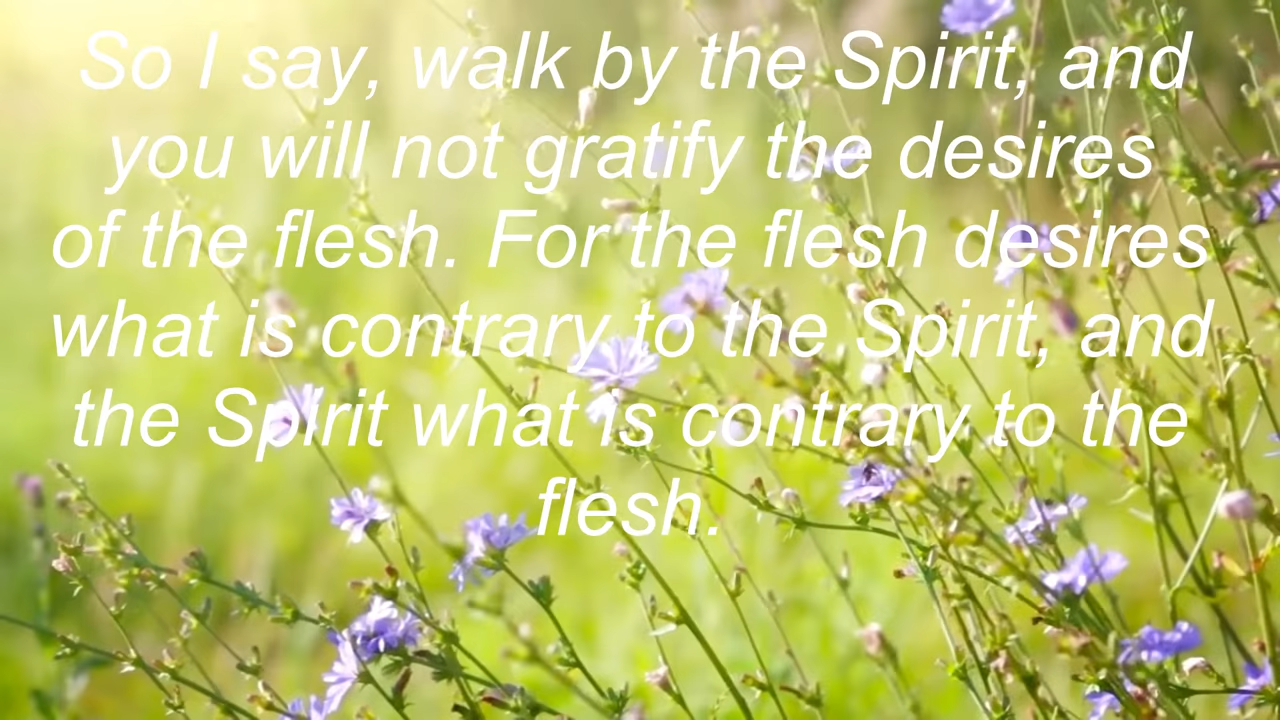 So I say, walk by the Spirit, and
you will not gratify the desires
of the flesh. For the flesh desires
what is contrary to the Spirit, and
the Spirit what is contrary to the
flesh.